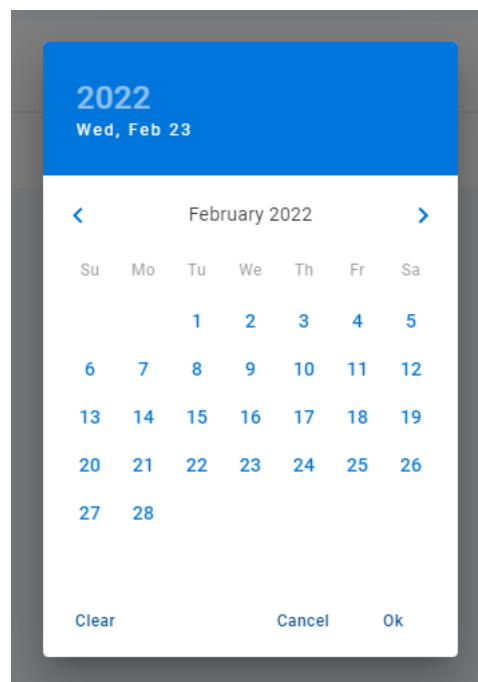 2022
Wed, Feb 23
February 2022
Su Mo Tu We Th Fr Sa
1 2 3 4 5
6 7 8 9 10 11 12
13 14 15 16 17 18 19
20 21 22 23 24 25 26
27 28
Clear Cancel Ok